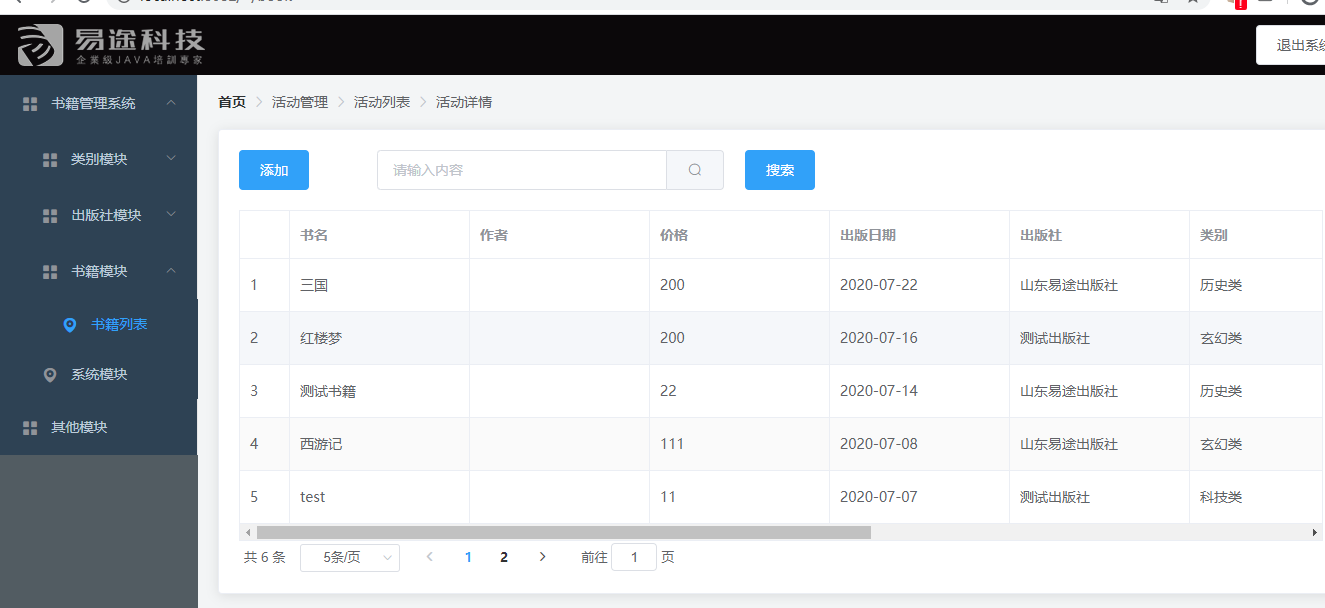 易途科技
企業級JAVA培訓專家
退出系统
书籍管理系统
类别模块
出版社模块
书籍模块
书籍列表
系统模块
其他模块
首页 > 活动管理 > 活动列表 > 活动详情
添加 请输入内容 搜索
书名 作者 价格 出版日期 出版社 类别
1 三国 200 2020-07-22 山东易途出版社 历史类
2 红楼梦 200 2020-07-16 测试出版社 玄幻类
3 测试书籍 22 2020-07-14 山东易途出版社 历史类
4 西游记 111 2020-07-08 山东易途出版社 玄幻类
5 test 11 2020-07-07 测试出版社 科技类
共 6 条 5条/页 < 1 2 > 前往 1 页